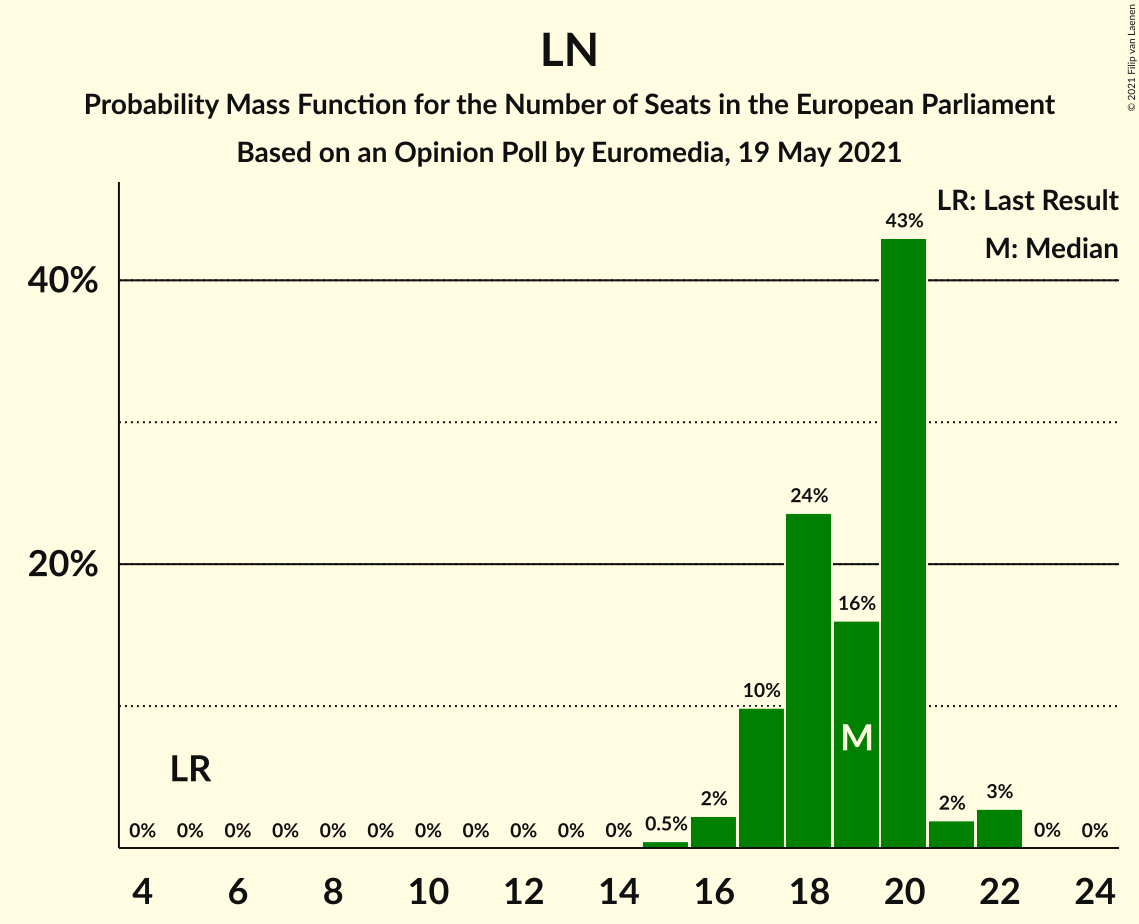 LN
Probability Mass Function for the Number of Seats in the European Parliament
Based on an Opinion Poll by Euromedia, 19 May 2021
© 2021 Filip van Laenen
LR: Last Result
M: Median
43%
40%
24%
20%
16%
10%
M
LR
0% 0% 0% 0% 0% 0% 0% 0% 0% 0% 0% 0.5% 2% 2% 3% 0% 0%
4 6 8 10 12 14 16 18 20 22 24